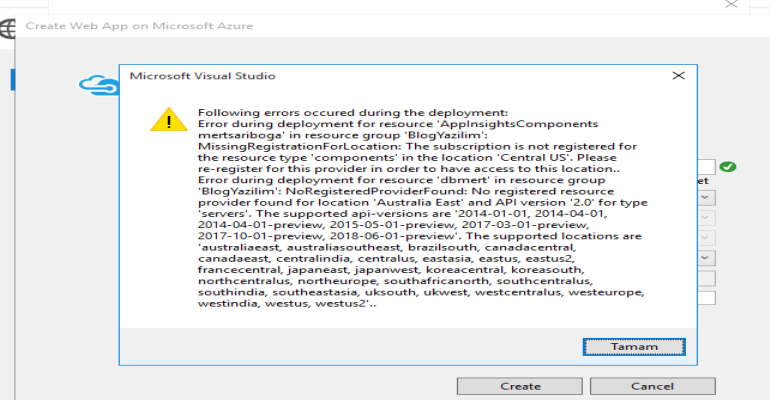 Create Web App on Microsoft Azure
Microsoft Visual Studio
Following errors occured during the deployment:
Error during deployment for resource 'AppInsightsComponents
mertsariboga' in resource group 'BlogYazilim':
MissingRegistrationForLocation: The subscription is not registered for
the resource type 'components' in the location 'Central US'. Please
re-register for this provider in order to have access to this location..
Error during deployment for resource 'dbmert' in resource group
'BlogYazilim': NoRegisteredProviderFound: No registered resource
provider found for location 'Australia East' and API version '2.0' for type
'servers'. The supported api-versions are '2014-01-01, 2014-04-01,
2014-04-01-preview, 2015-05-01-preview, 2017-03-01-preview,
2017-10-01-preview, 2018-06-01-preview'. The supported locations are
'australiaeast, australiasoutheast, brazilsouth, canadacentral,
canadaeast, centralindia, centralus, eastasia, eastus, eastus2,
francecentral, japaneast, japanwest, koreacentral, koreasouth,
northcentralus, northeurope, southafricanorth, southcentralus,
southindia, southeastasia, uksouth, ukwest, westcentralus, westeurope,
westindia, westus, westus2'..
et
Tamam
Create
Cancel